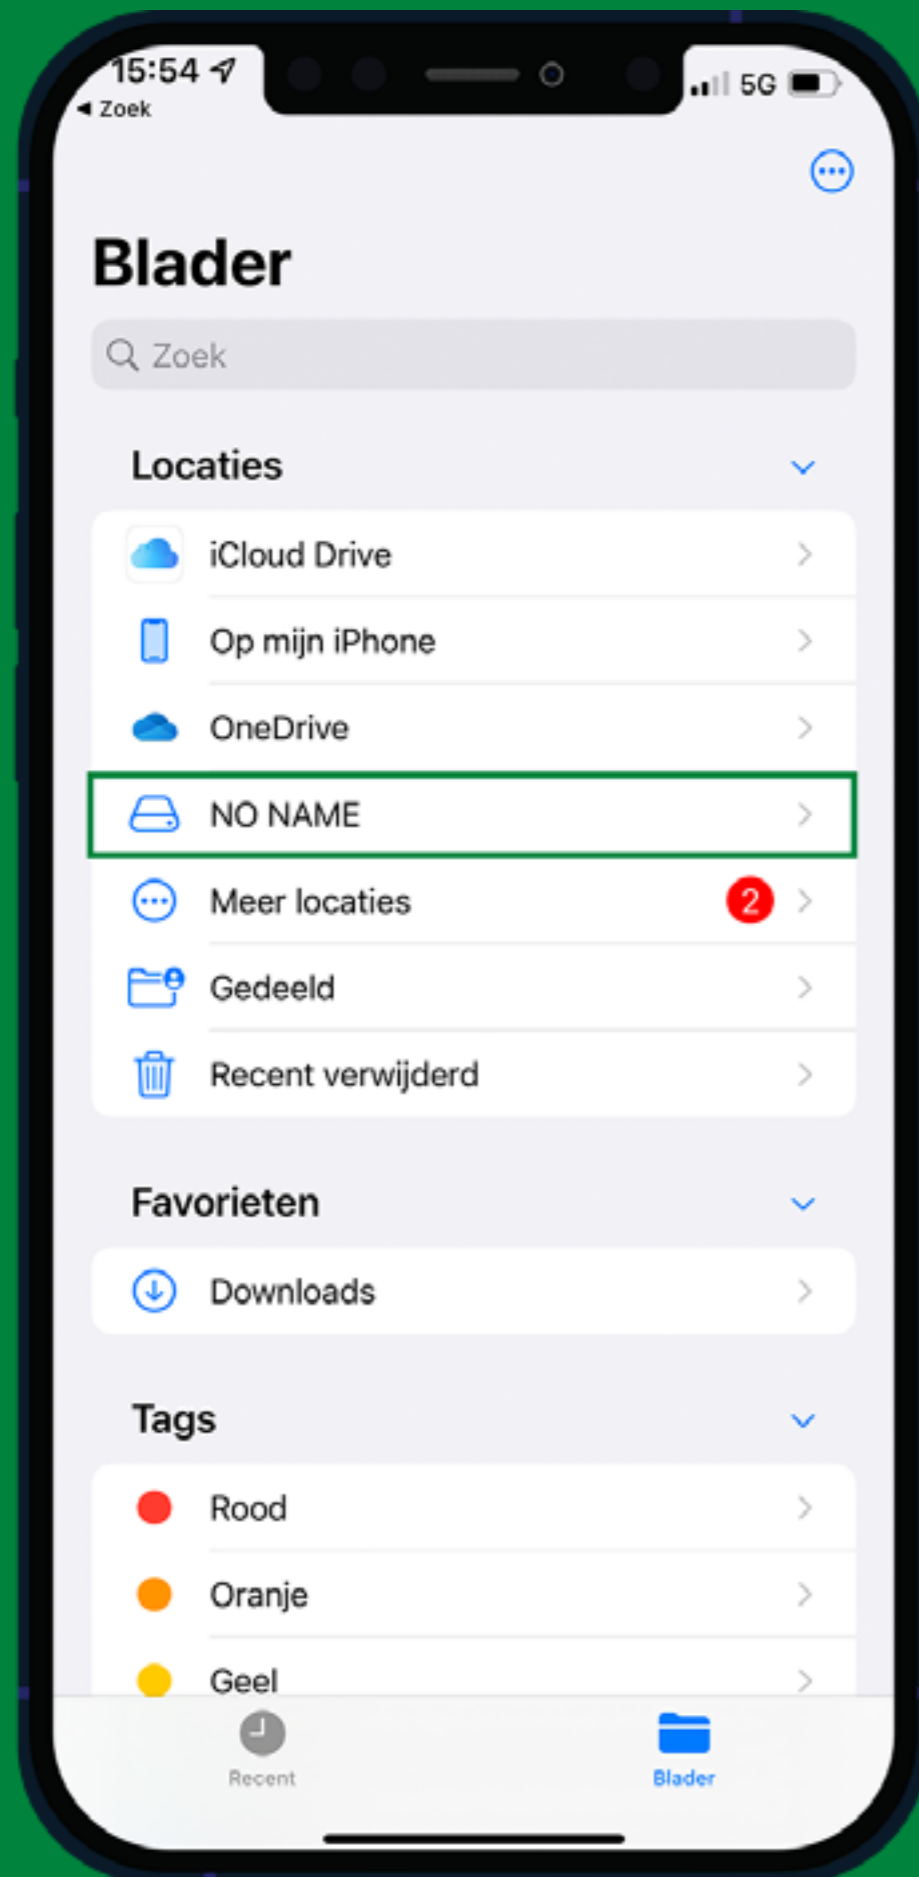 15:54
5G
Zoek
Blader
Zoek
Locaties
iCloud Drive
Op mijn iPhone
OneDrive
NO NAME
Meer locaties 2
Gedeeld
Recent verwijderd
Favorieten
Downloads
Tags
Rood
Oranje
Geel
Recent
Blader